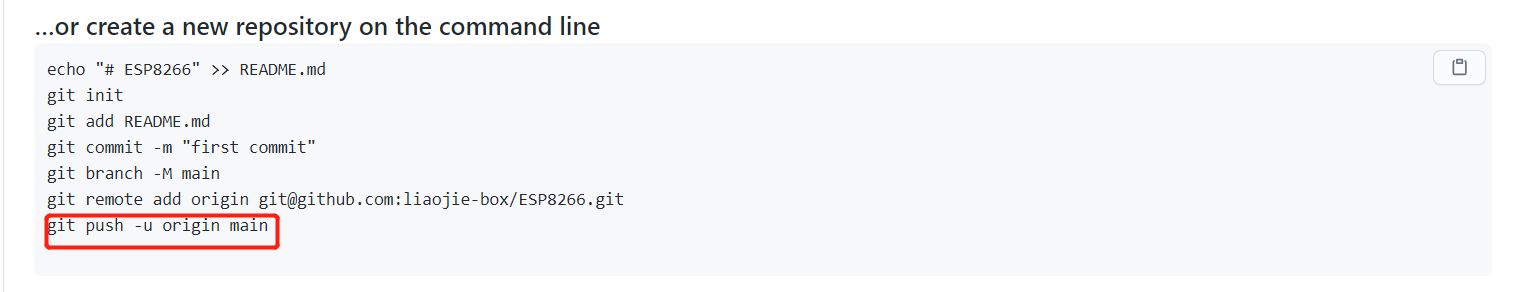 ...or create a new repository on the command line
echo "# ESP8266" >> README.md
git init
git add README.md
git commit -m "first commit"
git branch -M main
git remote add origin git@github.com:liaojie-box/ESP8266.git
git push -u origin main